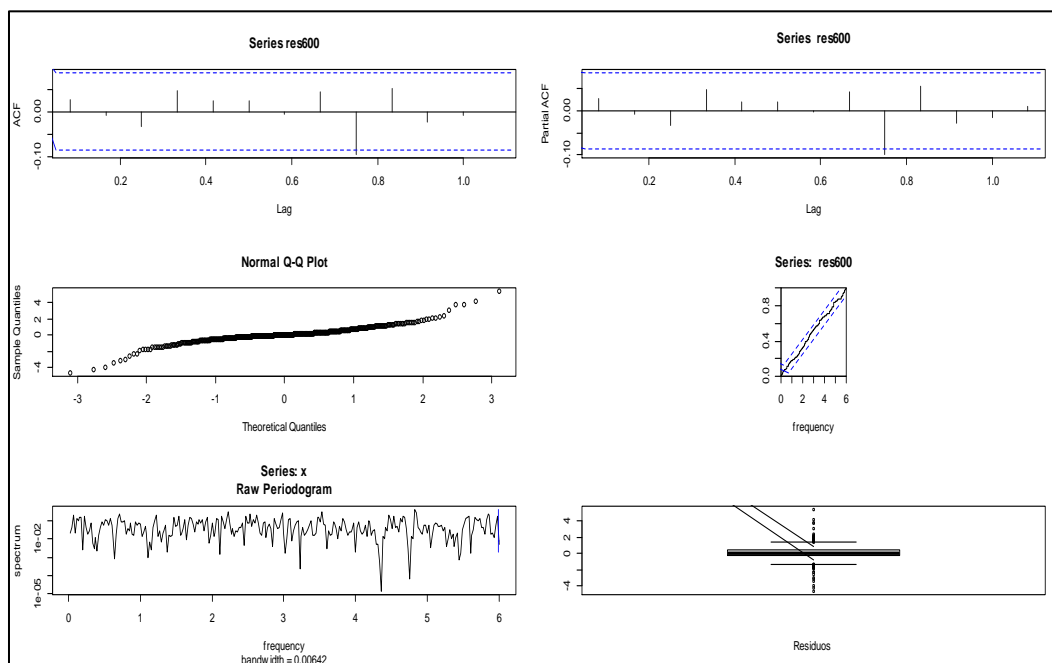 Series res600
ACF
0.00
-0.10
0.2 0.4 0.6 0.8 1.0
Lag
Series res600
Partial ACF
0.00
-0.10
0.2 0.4 0.6 0.8 1.0
Lag
Normal Q-Q Plot
Sample Quantiles
4
0
-4
-3 -2 -1 0 1 2 3
Theoretical Quantiles
Series: res600
0.8
0.4
0.0
0 2 4 6
frequency
Series: x
Raw Periodogram
spectrum
1e-02
1e-05
0 1 2 3 4 5 6
frequency
bandwidth = 0.00642
4
2
0
-4
Residuos